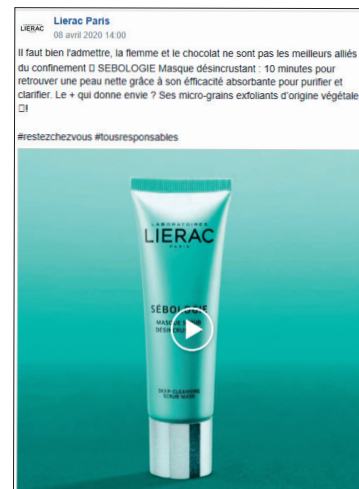 LIERAC
Lierac Paris
08 avril 2020 14:00
Il faut bien l'admettre, la flemme et le chocolat ne sont pas les meilleurs alliés
du confinement ▯ SEBOLOGIE Masque désincrustant : 10 minutes pour
retrouver une peau nette grâce à son éfficacité absorbante pour purifier et
clarifier. Le + qui donne envie ? Ses micro-grains exfoliants d'origine végétale
▯!
#restezchezvous #tousresponsables
LABORATOIRES
LIERAC
PARIS
SÉBOLOGIE
DEEP-CLEANSING
SCRUB MASK